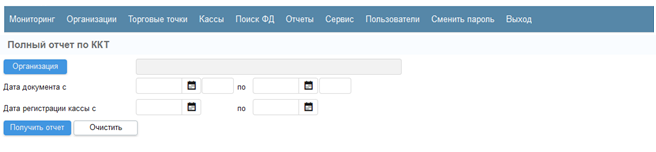 Мониторинг Организации Торговые точки Кассы Поиск ФД Отчеты Сервис Пользователи Сменить пароль Выход
Полный отчет по ККТ
Организация
Дата документа с по
Дата регистрации кассы с по
Получить отчет Очистить